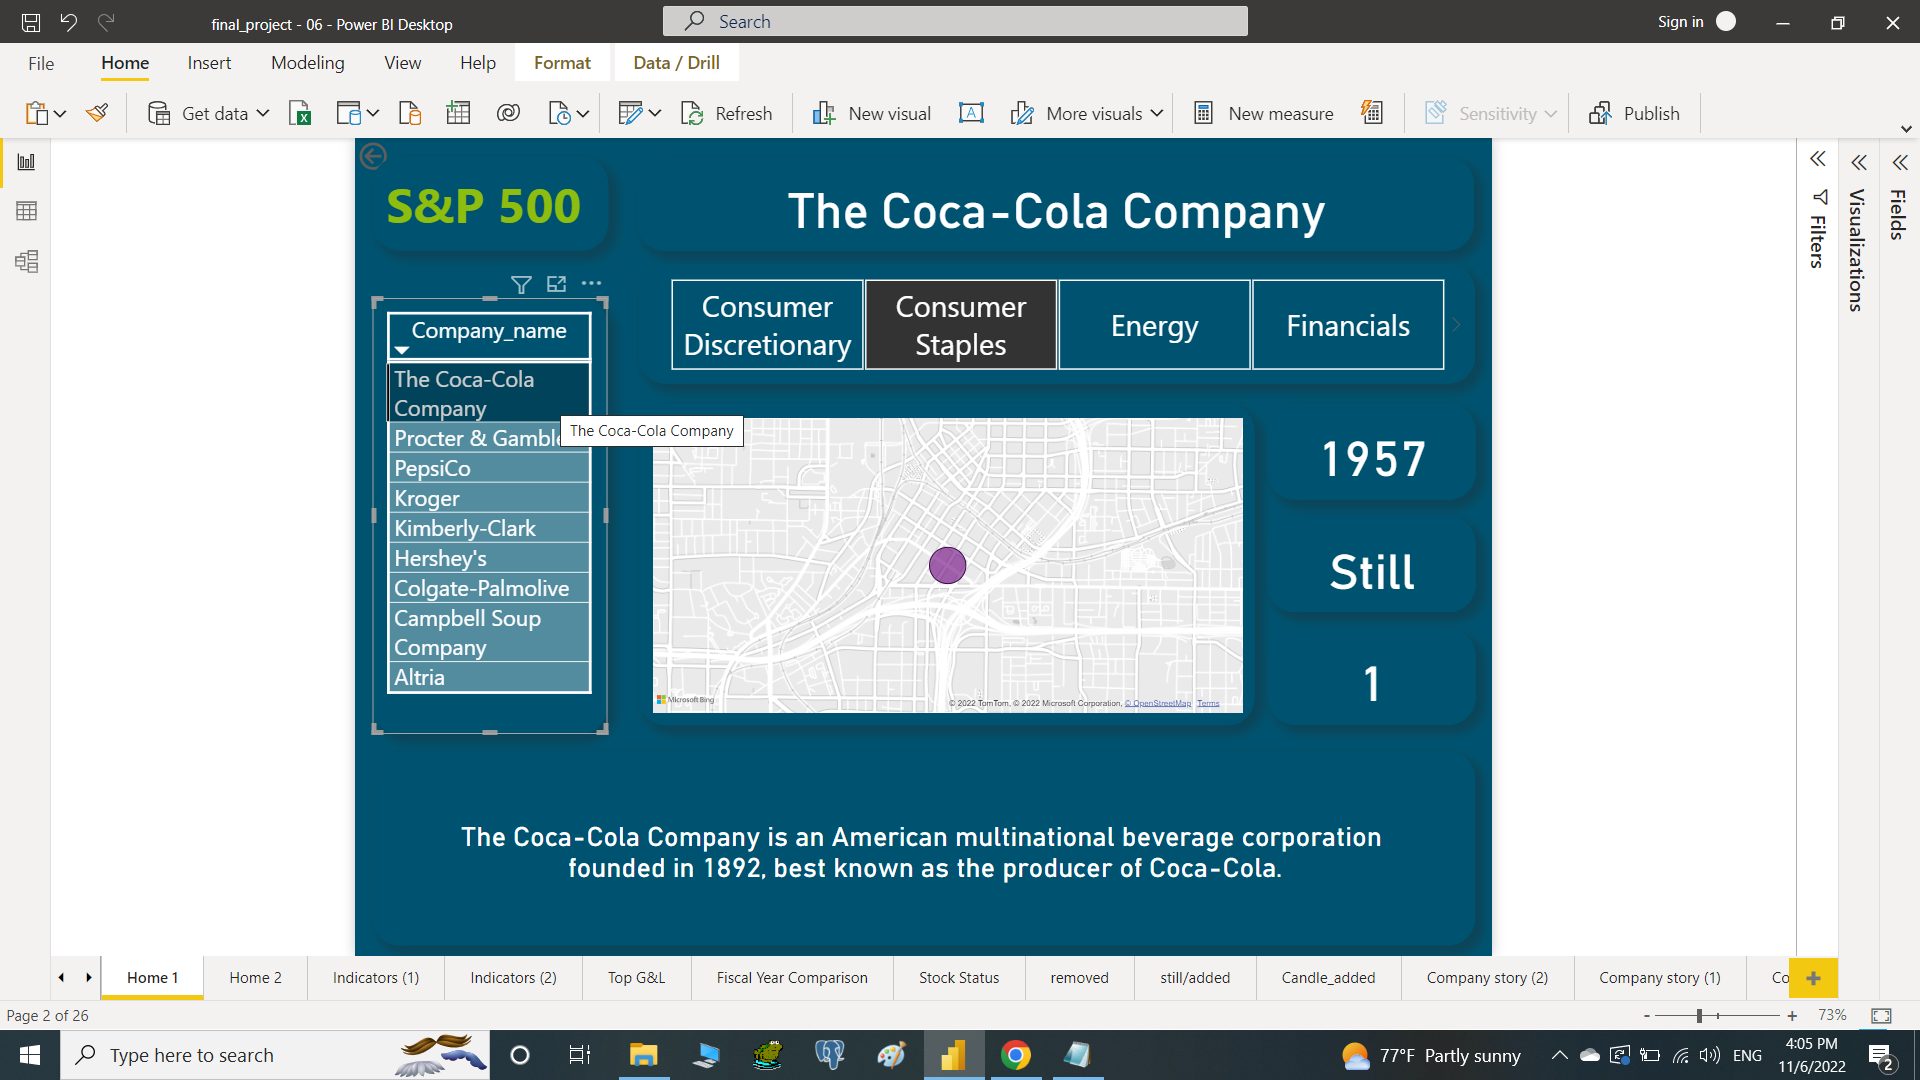 final_project - 06 - Power BI Desktop
Search
Sign in
File Home Insert Modeling View Help Format Data / Drill
Get data Refresh New visual More visuals New measure Sensitivity Publish
S&P 500
The Coca-Cola Company
Company_name
The Coca-Cola
Company
Procter & Gamble
PepsiCo
Kroger
Kimberly-Clark
Hershey's
Colgate-Palmolive
Campbell Soup
Company
Altria
The Coca-Cola Company
Consumer
Discretionary
Consumer
Staples
Energy
Financials
Microsoft Bing
© 2022 TomTom, © 2022 Microsoft Corporation, © OpenStreetMap Terms
1957
Still
1
The Coca-Cola Company is an American multinational beverage corporation
founded in 1892, best known as the producer of Coca-Cola.
Filters
Visualizations
Fields
Home 1 Home 2 Indicators (1) Indicators (2) Top G&L Fiscal Year Comparison Stock Status removed still/added Candle_added Company story (2) Company story (1) Co
Page 2 of 26
- + 73%
Type here to search
77°F Partly sunny
ENG
4:05 PM
11/6/2022
2